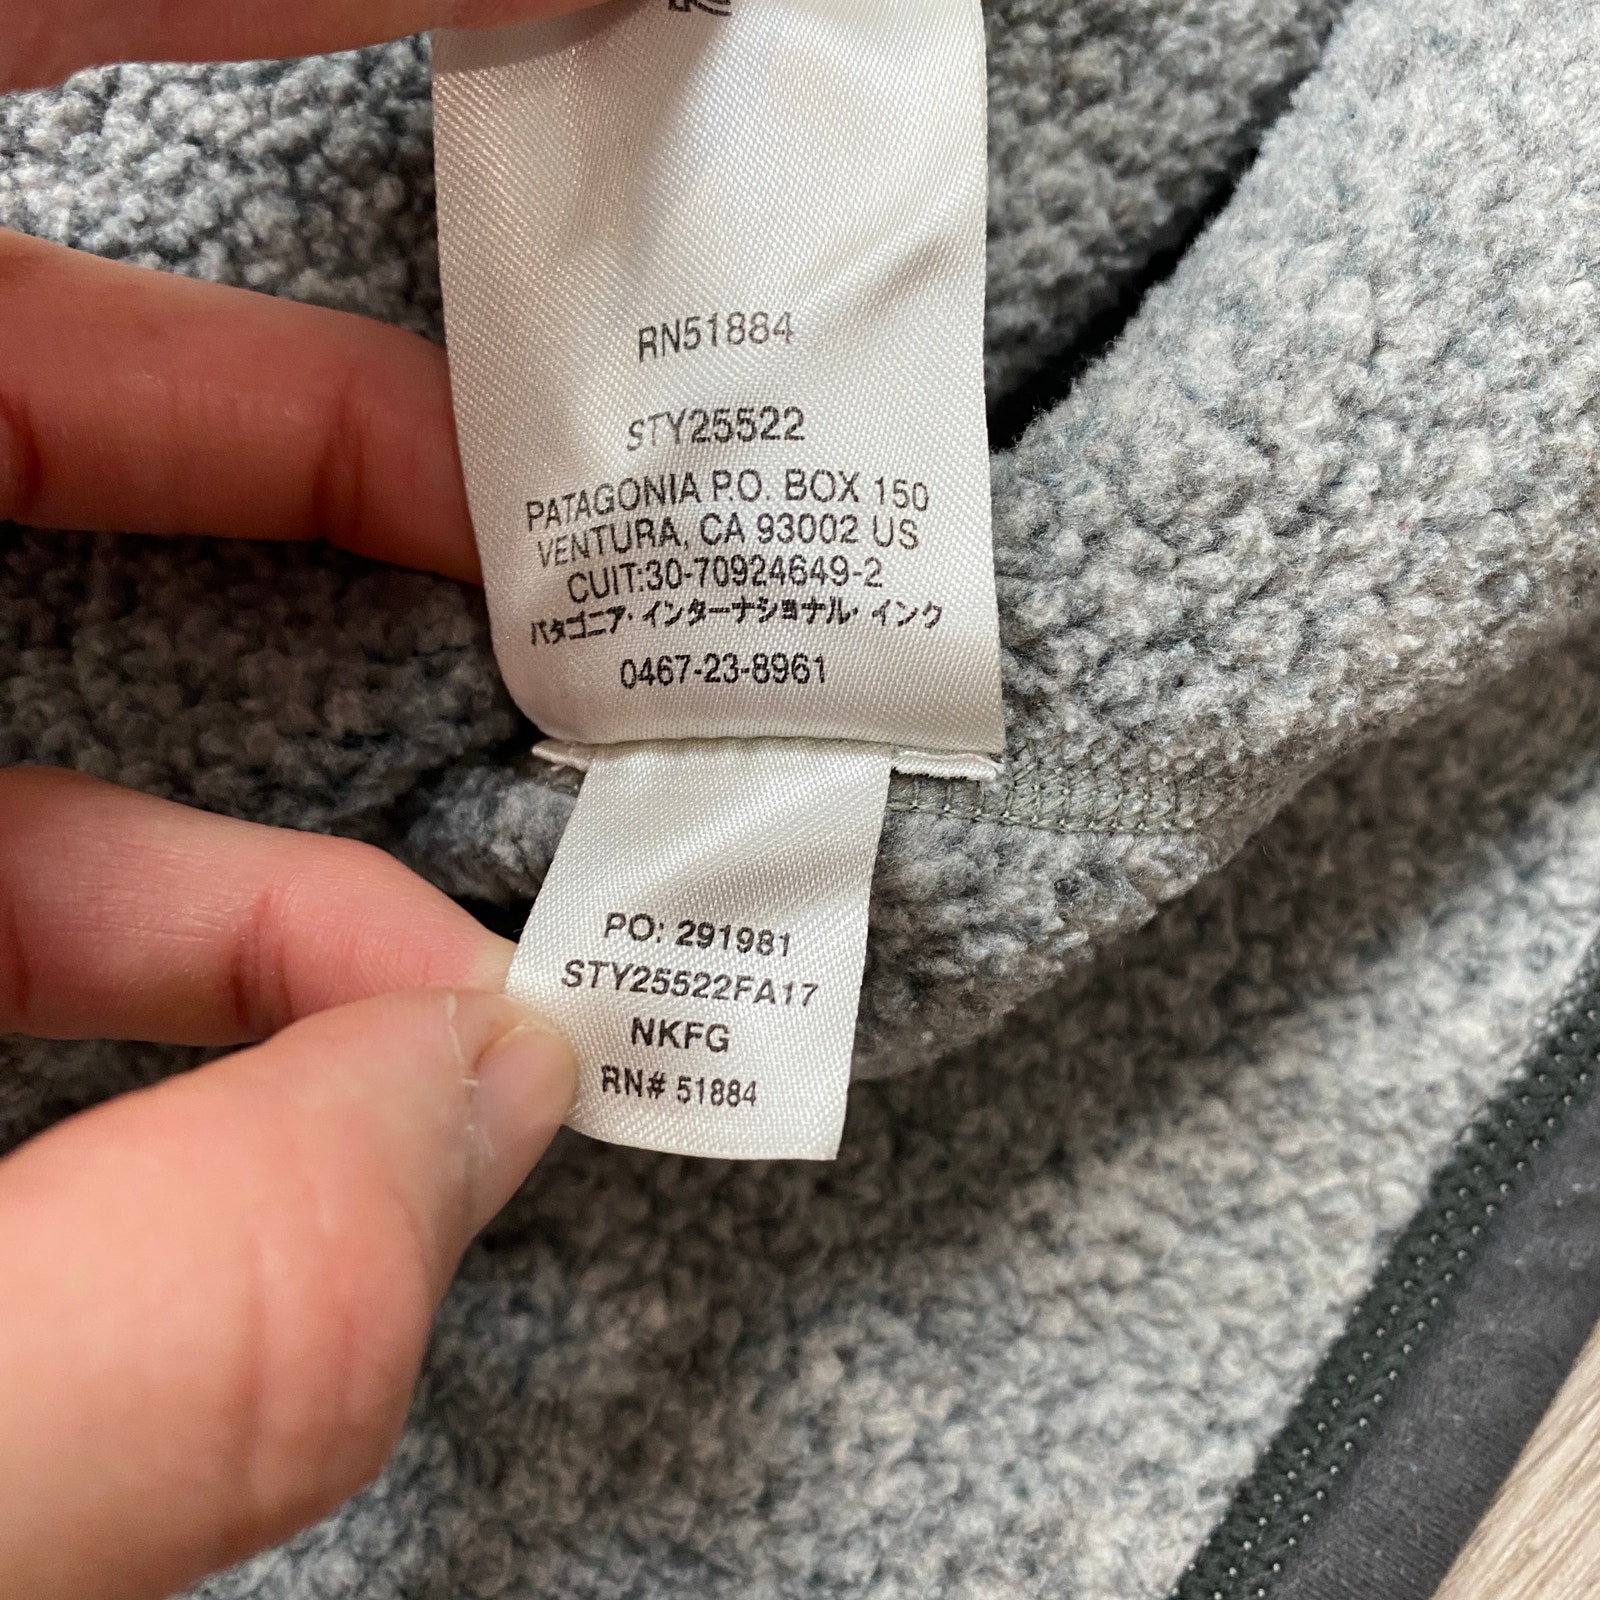 RN51884
STY25522
PATAGONIA P.O. BOX 150
VENTURA, CA 93002 US
CUIT:30-70924649-2
パタゴニア・インターナショナル・インク
0467-23-8961
PO: 291981
STY25522FA17
NKFG
RN# 51884